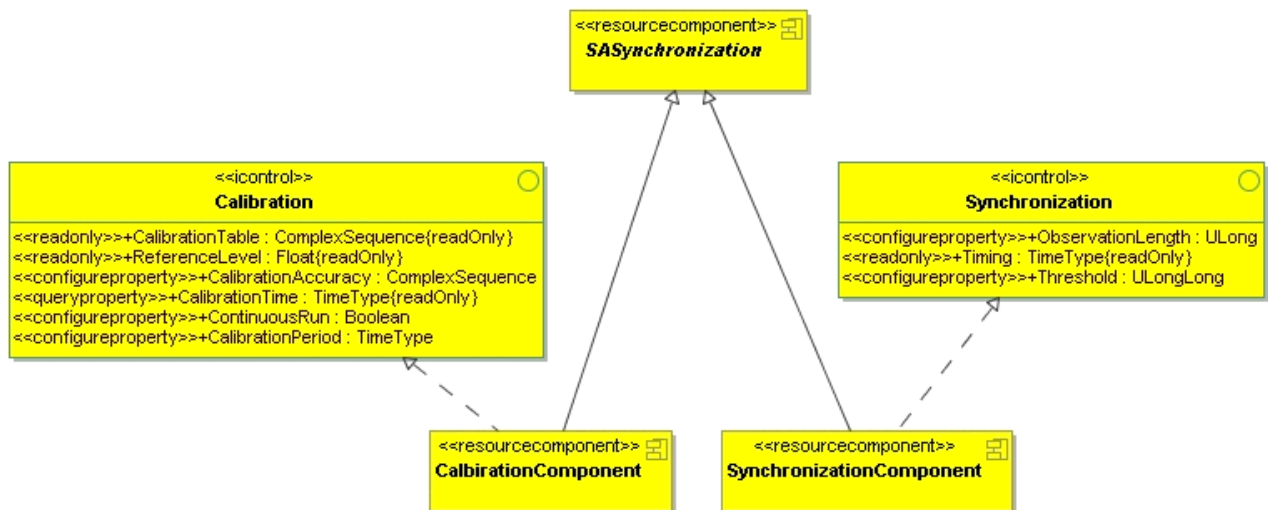 <<resourcecomponent>>
SASynchronization
<<icontrol>>
Calibration
<<readonly>>+CalibrationTable : ComplexSequence{readOnly}
<<readonly>>+ReferenceLevel : Float{readOnly}
<<configureproperty>>+CalibrationAccuracy : ComplexSequence
<<queryproperty>>+CalibrationTime : TimeType{readOnly}
<<configureproperty>>+ContinuousRun : Boolean
<<configureproperty>>+CalibrationPeriod : TimeType
<<icontrol>>
Synchronization
<<configureproperty>>+ObservationLength : ULong
<<readonly>>+Timing : TimeType{readOnly}
<<configureproperty>>+Threshold : ULongLong
<<resourcecomponent>>
CalbirationComponent
<<resourcecomponent>>
SynchronizationComponent